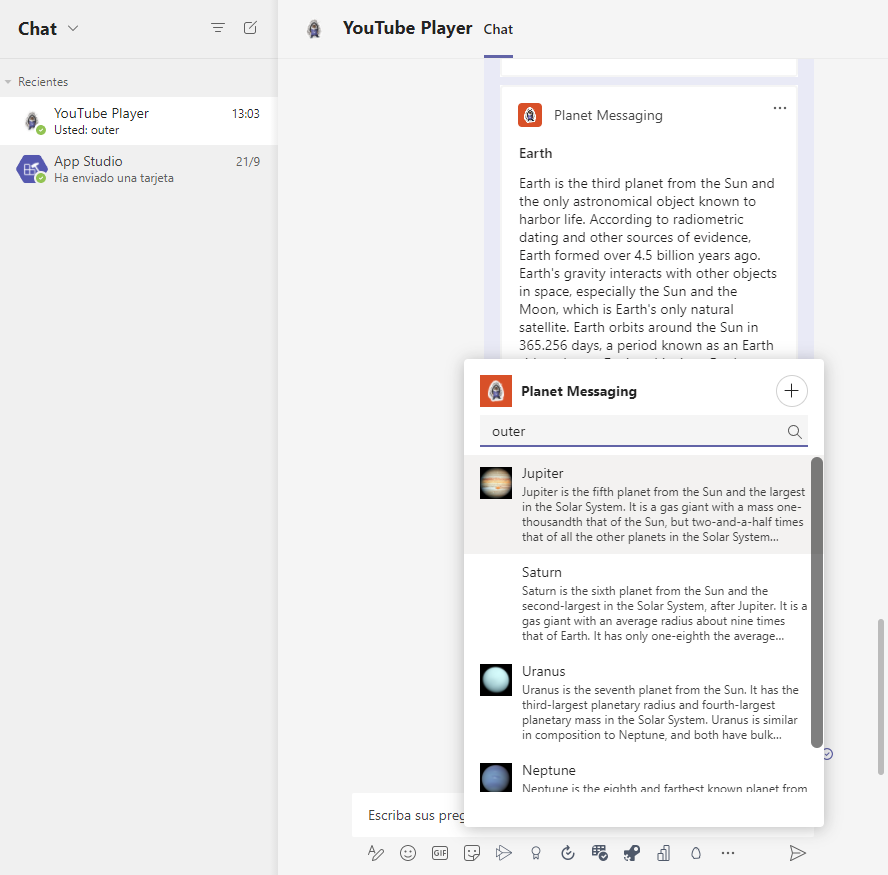 Chat
Recientes
YouTube Player
13:03
Usted: outer
App Studio
21/9
Ha enviado una tarjeta
YouTube Player
Chat
Planet Messaging
Earth
Earth is the third planet from the Sun and
the only astronomical object known to
harbor life. According to radiometric
dating and other sources of evidence,
Earth formed over 4.5 billion years ago.
Earth's gravity interacts with other objects
in space, especially the Sun and the
Moon, which is Earth's only natural
satellite. Earth orbits around the Sun in
365.256 days, a period known as an Earth
Planet Messaging
outer
Jupiter
Jupiter is the fifth planet from the Sun and the largest
in the Solar System. It is a gas giant with a mass one-
thousandth that of the Sun, but two-and-a-half times
that of all the other planets in the Solar System...
Saturn
Saturn is the sixth planet from the Sun and the
second-largest in the Solar System, after Jupiter. It is a
gas giant with an average radius about nine times
that of Earth. It has only one-eighth the average...
Uranus
Uranus is the seventh planet from the Sun. It has the
third-largest planetary radius and fourth-largest
planetary mass in the Solar System. Uranus is similar
in composition to Neptune, and both have bulk...
Neptune
Neptune is the eighth and farthest known planet from
Escriba sus preg
GIF